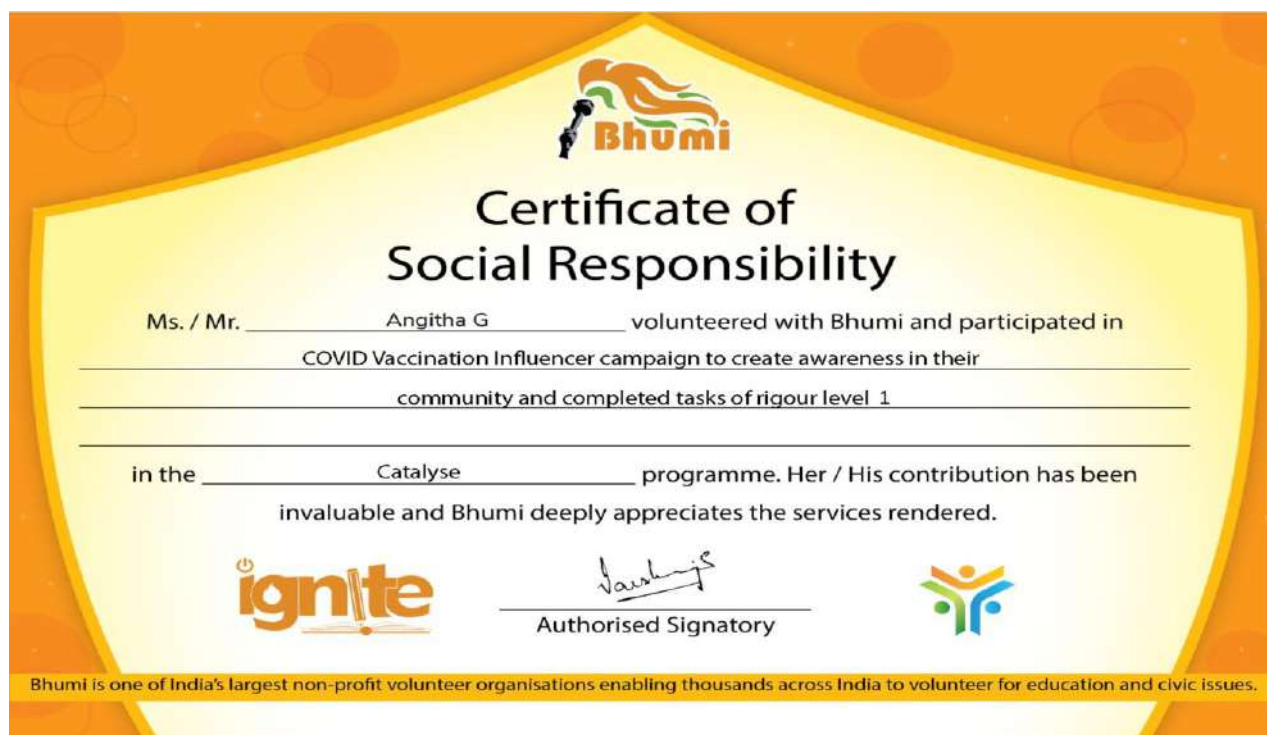 Bhumi
Certificate of
Social Responsibility
Ms. / Mr. Angitha G volunteered with Bhumi and participated in
COVID Vaccination Influencer campaign to create awareness in their
community and completed tasks of rigour level 1
in the Catalyse programme. Her / His contribution has been
invaluable and Bhumi deeply appreciates the services rendered.
ignite
Authorised Signatory
Bhumi is one of India's largest non-profit volunteer organisations enabling thousands across India to volunteer for education and civic issues.